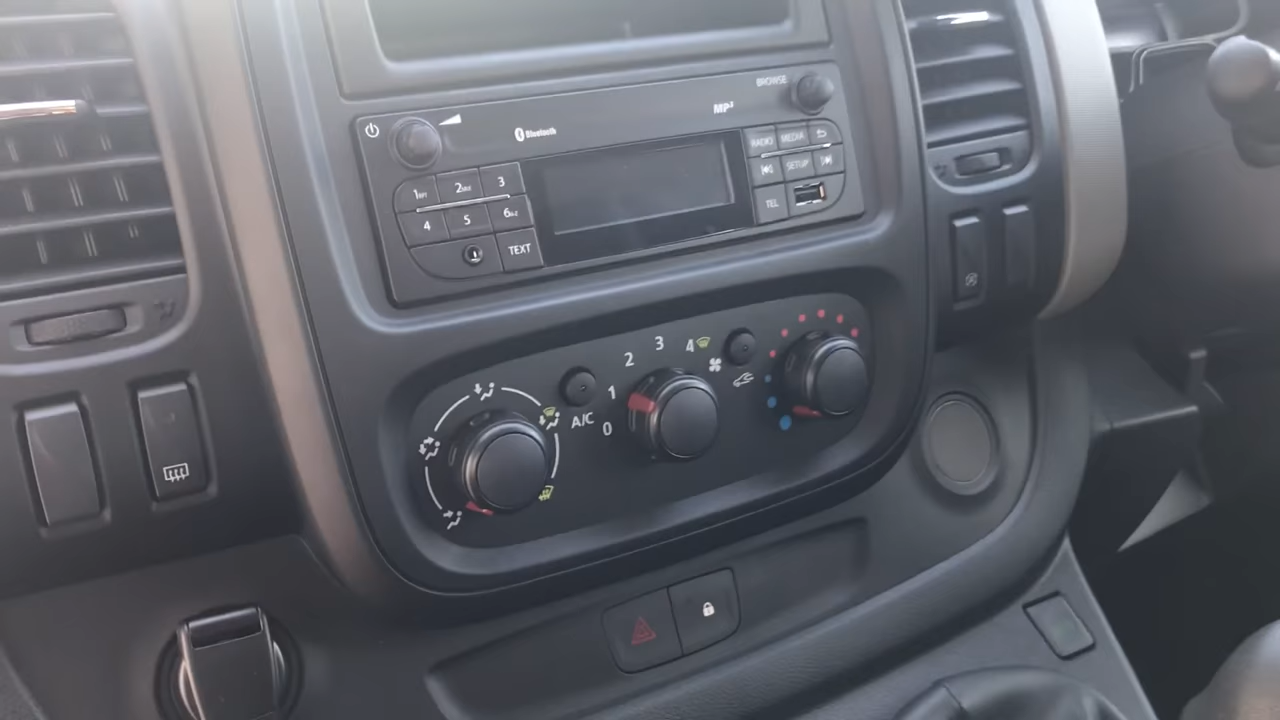 BROWSE
MP3
Bluetooth
RADIO MEDIA
1 2 3
SETUP
4 5 6
TEL
TEXT
1 2 3 4
A/C
0